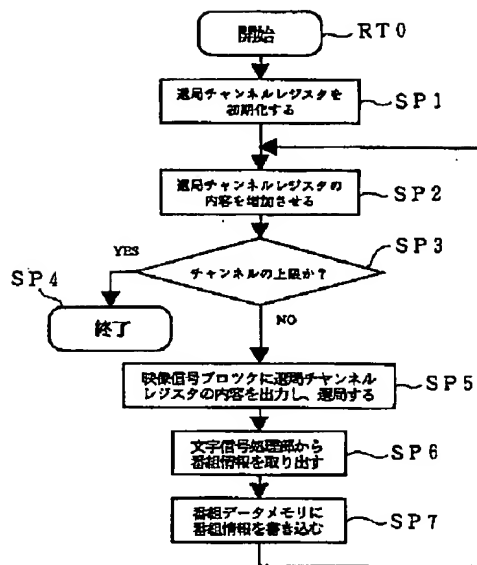 開始
RT0
選局チャンネルレジスタを
初期化する
SP1
選局チャンネルレジスタの
内容を増加させる
SP2
SP3
チャンネルの上限か?
YES
SP4
終了
NO
映像信号ブロツクに選局チャンネル
レジスタの内容を出力し、選局する
SP5
文字信号処理部から
番組情報を取り出す
SP6
番組データメモリに
番組情報を書き込む
SP7